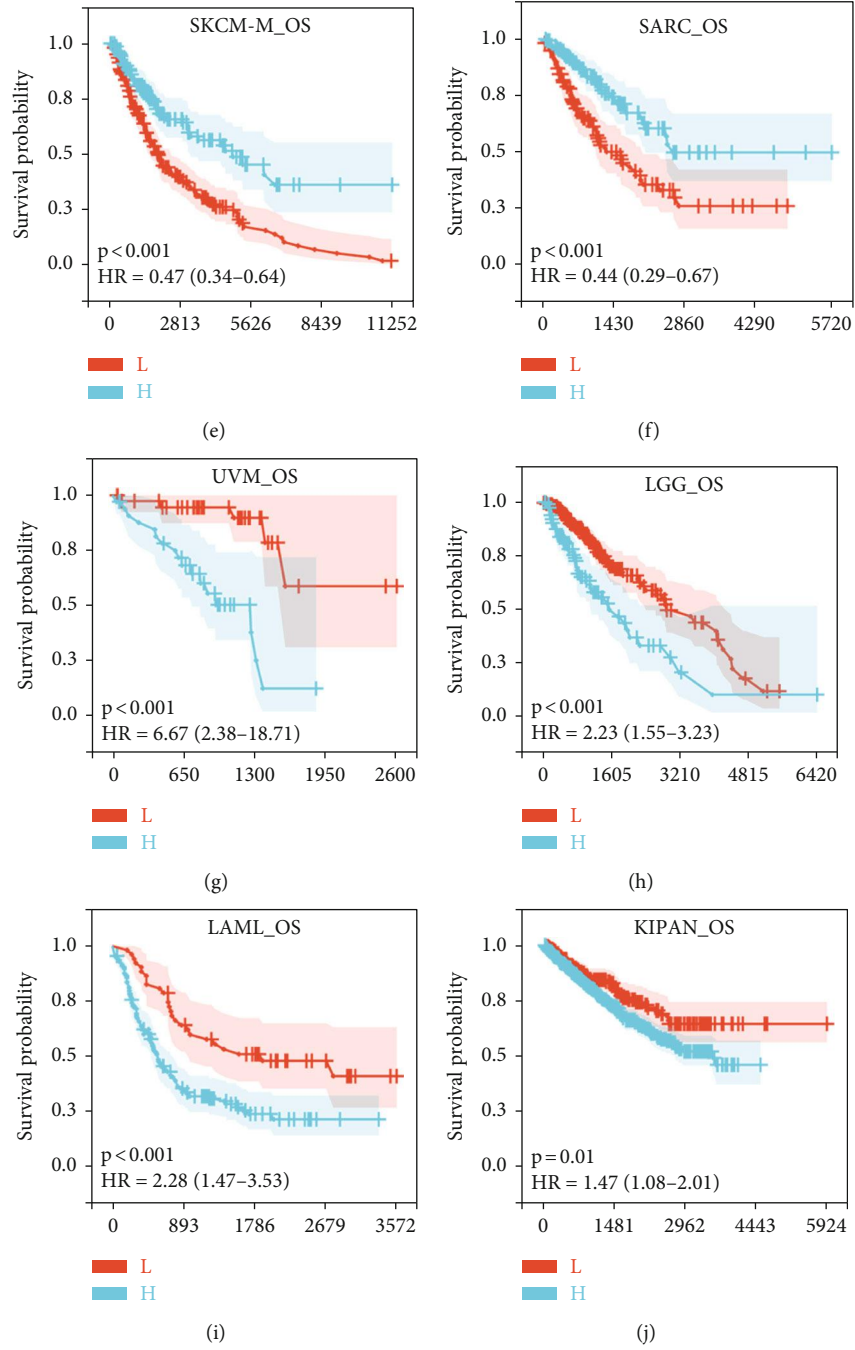 SKCM-M_OS
Survival probability
1.0
0.8
0.5
0.3
0.0
p < 0.001
HR = 0.47 (0.34–0.64)
0 2813 5626 8439 11252
L
H
(e)
SARC_OS
Survival probability
1.0
0.8
0.5
0.3
0.0
p < 0.001
HR = 0.44 (0.29–0.67)
0 1430 2860 4290 5720
L
H
(f)
UVM_OS
Survival probability
1.0
0.8
0.5
0.3
0.0
p < 0.001
HR = 6.67 (2.38–18.71)
0 650 1300 1950 2600
L
H
(g)
LGG_OS
Survival probability
1.0
0.8
0.5
0.3
0.0
p < 0.001
HR = 2.23 (1.55–3.23)
0 1605 3210 4815 6420
L
H
(h)
LAML_OS
Survival probability
1.0
0.8
0.5
0.3
0.0
p < 0.001
HR = 2.28 (1.47–3.53)
0 893 1786 2679 3572
L
H
(i)
KIPAN_OS
Survival probability
1.0
0.8
0.5
0.3
0.0
p = 0.01
HR = 1.47 (1.08–2.01)
0 1481 2962 4443 5924
L
H
(j)